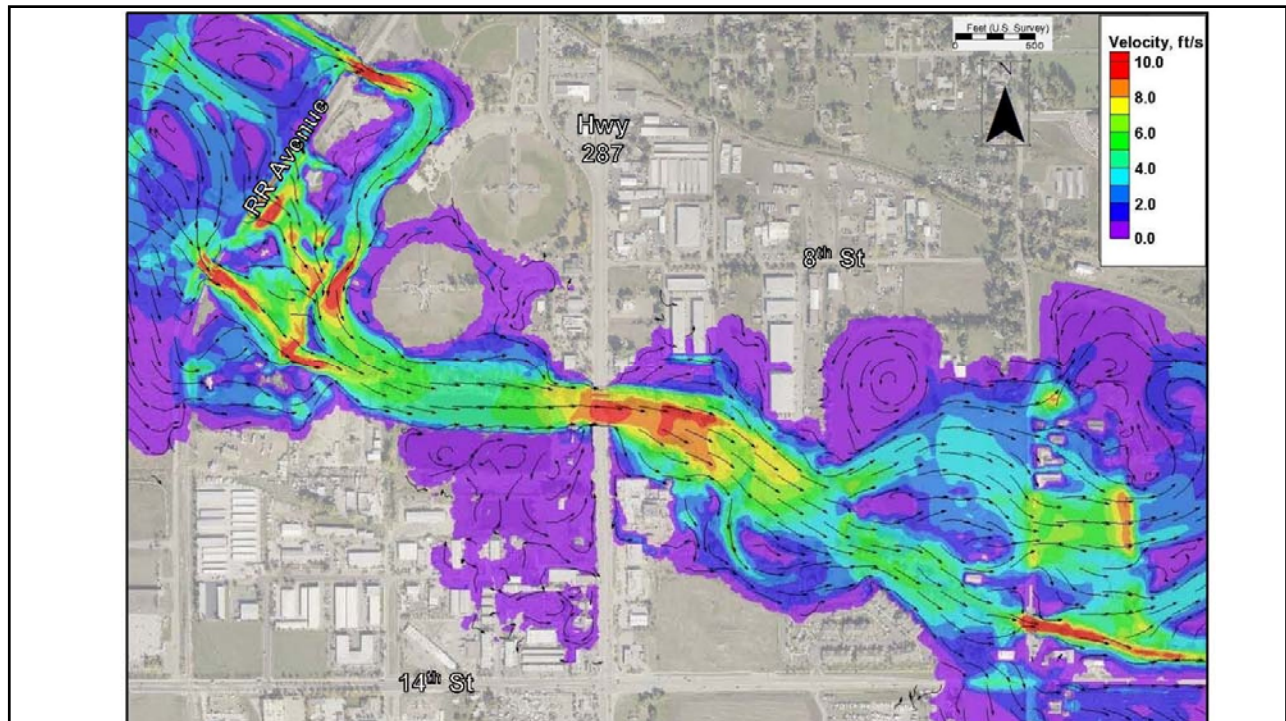 Feet (U.S. Survey)
0 500
Velocity, ft/s
10.0
8.0
6.0
4.0
2.0
0.0
N
RR Avenue
Hwy
287
8th St
14th St